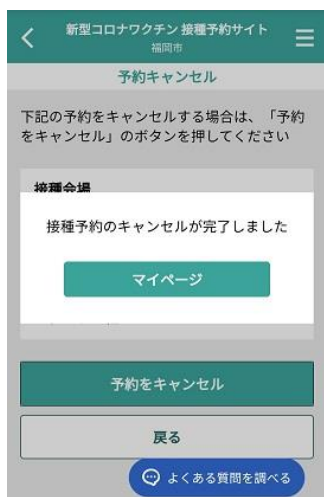 新型コロナワクチン 接種予約サイト
福岡市
予約キャンセル
下記の予約をキャンセルする場合は、「予約
をキャンセル」のボタンを押してください
接種会場
接種予約のキャンセルが完了しました
マイページ
予約をキャンセル
戻る
よくある質問を調べる